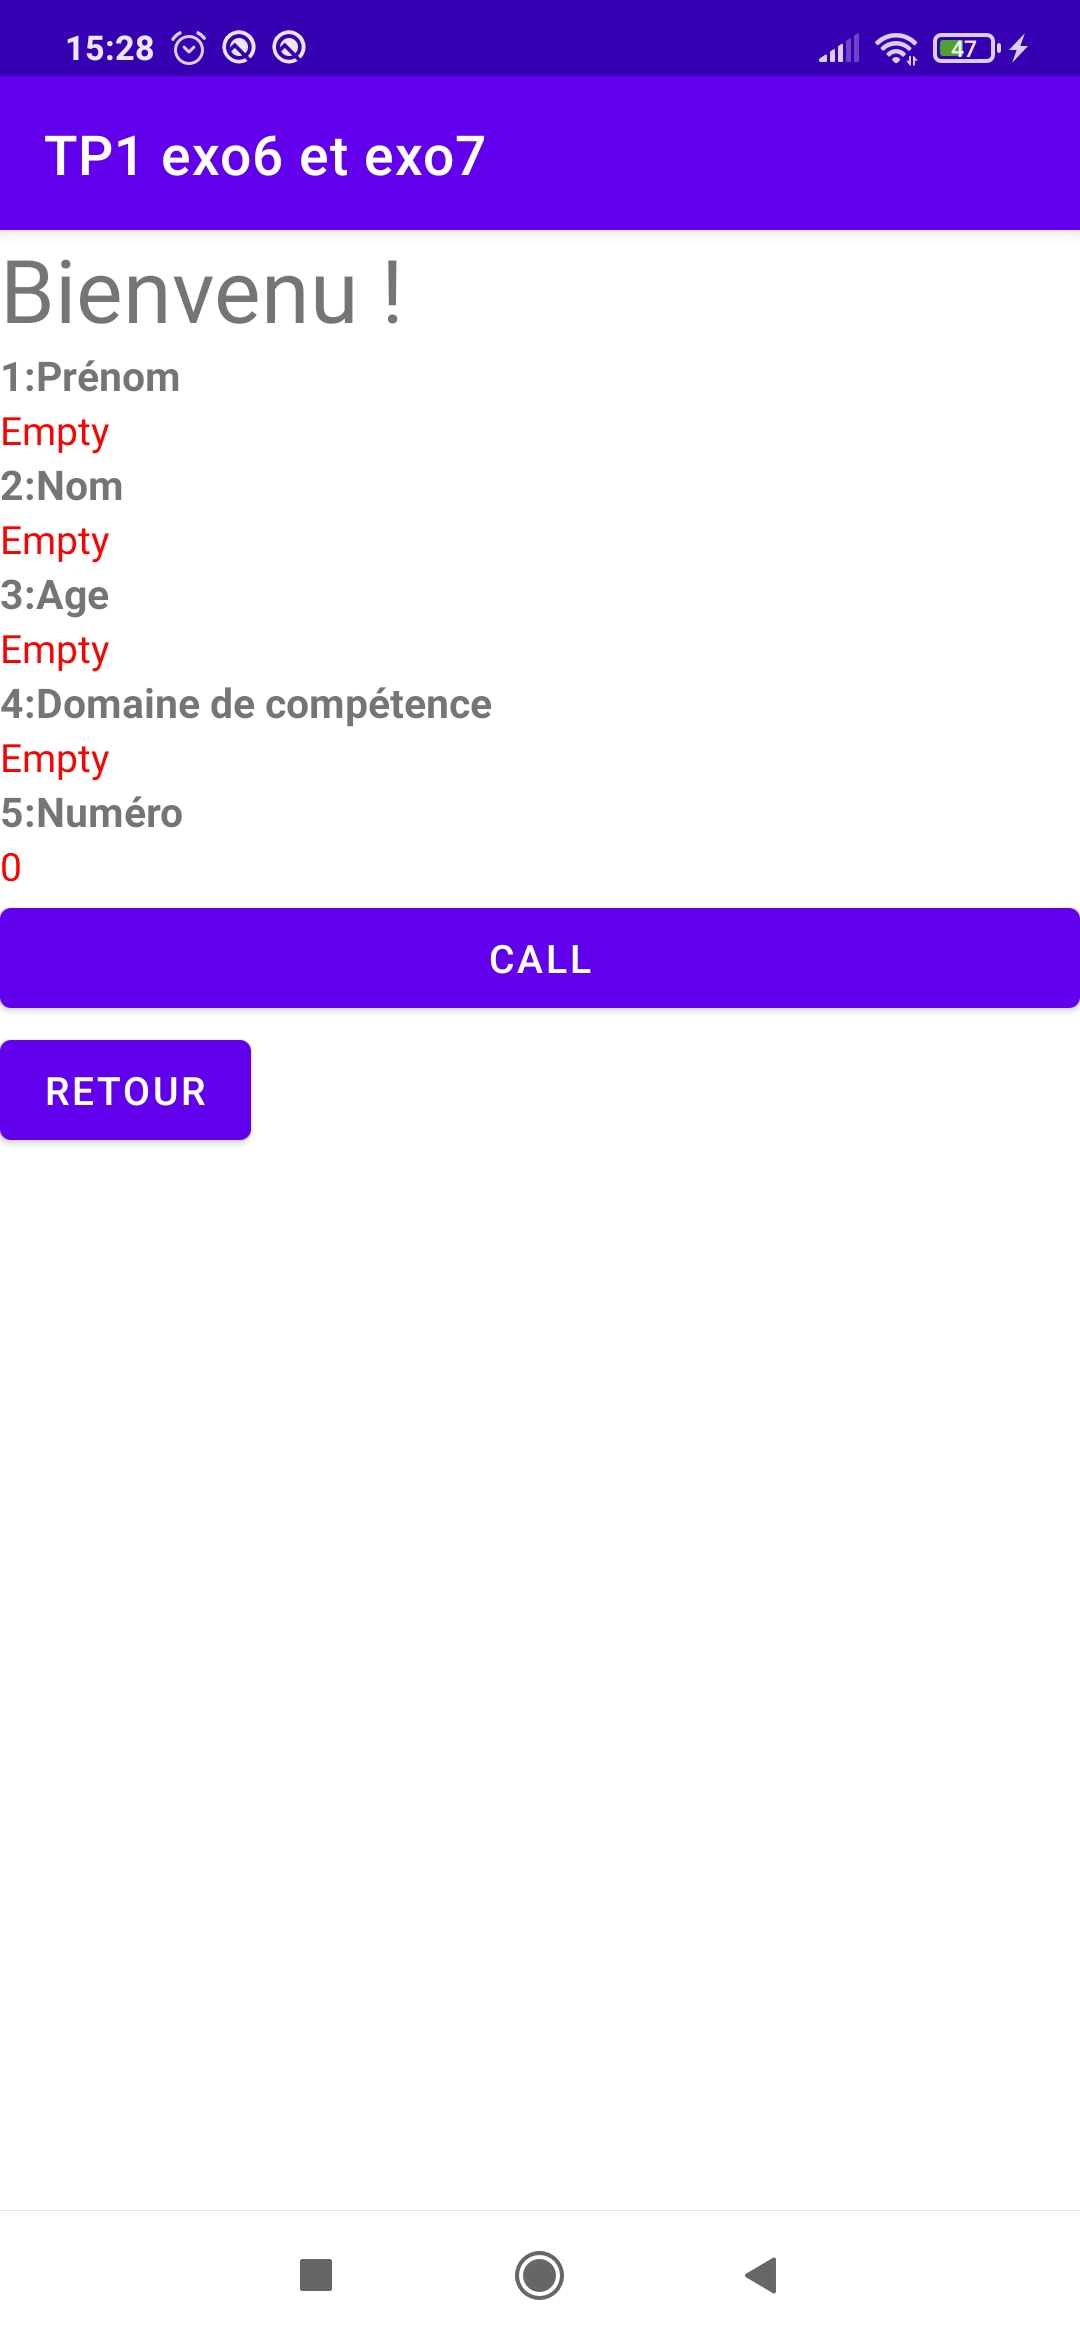 15:28
47
TP1 exo6 et exo7
Bienvenu !
1:Prénom
Empty
2:Nom
Empty
3:Age
Empty
4:Domaine de compétence
Empty
5:Numéro
0
CALL
RETOUR